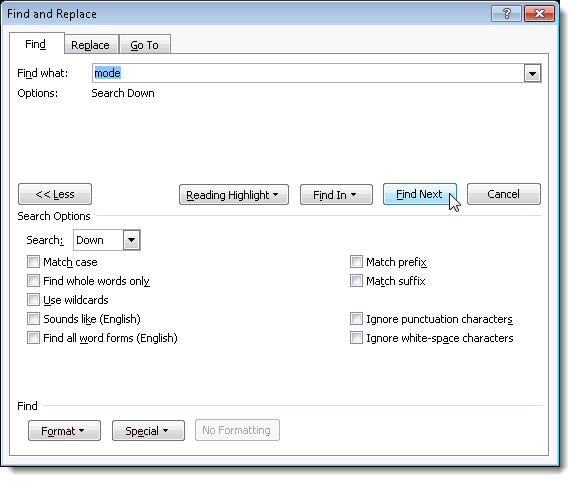 Find and Replace
Find Replace Go To
Find what: mode
Options: Search Down
<< Less Reading Highlight Find In Find Next Cancel
Search Options
Search: Down
Match case Match prefix
Find whole words only Match suffix
Use wildcards
Sounds like (English) Ignore punctuation characters
Find all word forms (English) Ignore white-space characters
Find
Format Special No Formatting